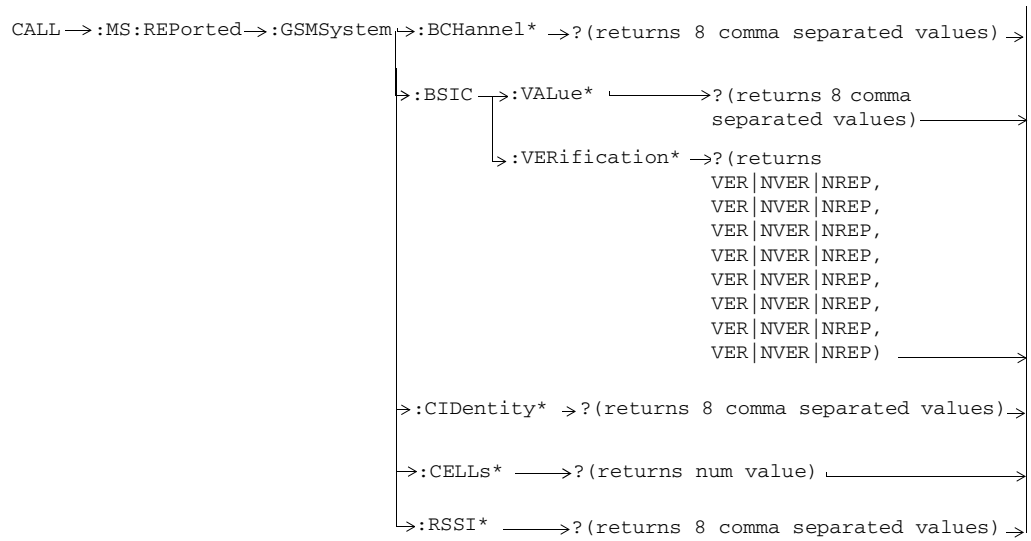 CALL :MS:REPorted :GSMSystem :BCHannel* ?(returns 8 comma separated values)
:BSIC :VALue* ?(returns 8 comma
separated values)
:VERification* ?(returns
VER|NVER|NREP,
VER|NVER|NREP,
VER|NVER|NREP,
VER|NVER|NREP,
VER|NVER|NREP,
VER|NVER|NREP,
VER|NVER|NREP,
VER|NVER|NREP)
:CIDentity* ?(returns 8 comma separated values)
:CELLs* ?(returns num value)
:RSSI* ?(returns 8 comma separated values)